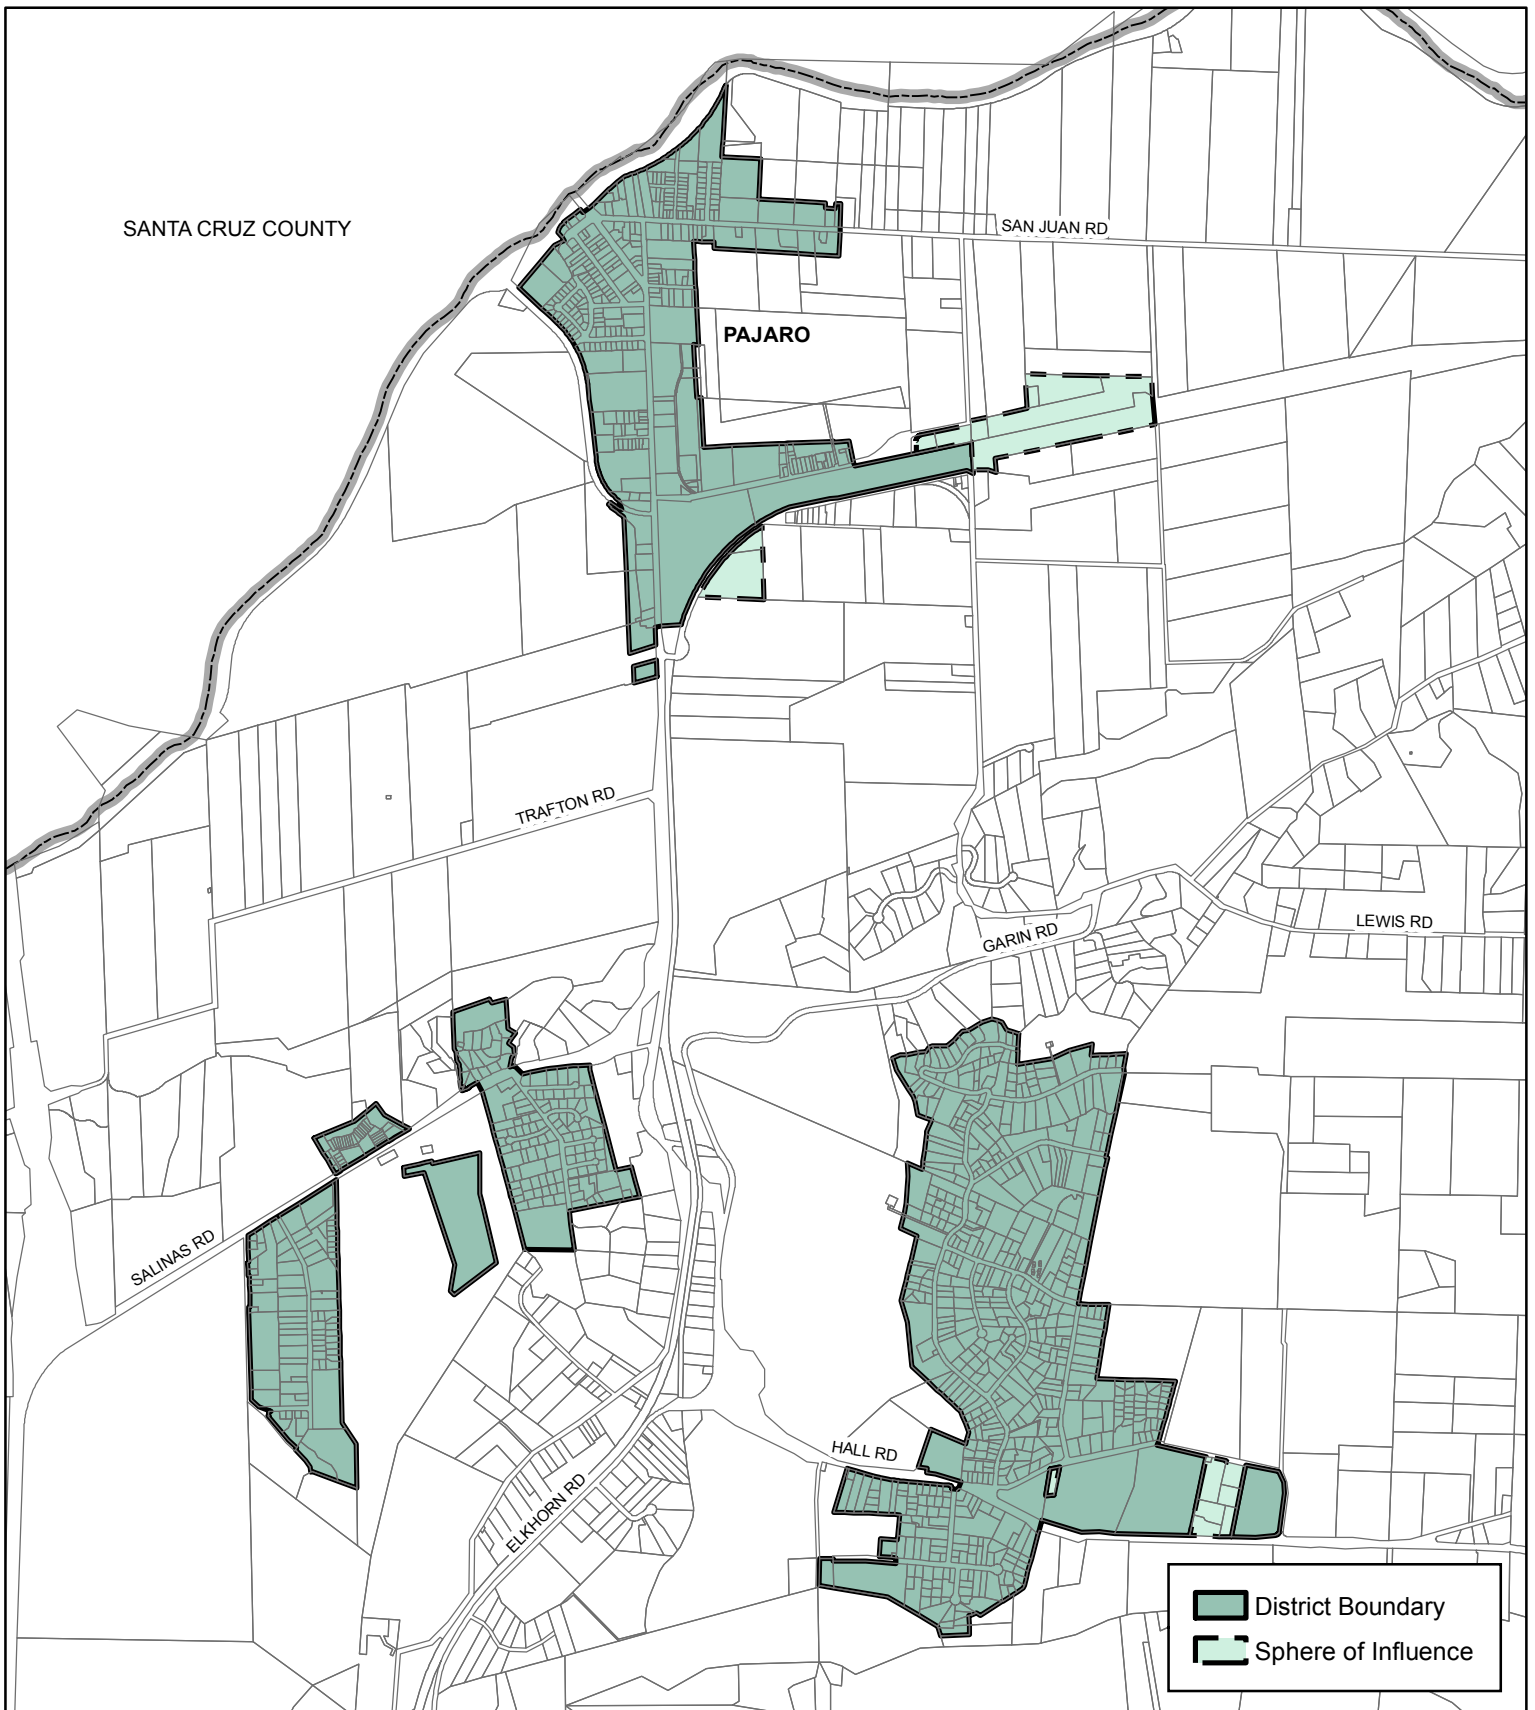 SANTA CRUZ COUNTY
SAN JUAN RD
PAJARO
TRAFTON RD
LEWIS RD
GARIN RD
SALINAS RD
HALL RD
ELKHORN RD
District Boundary
Sphere of Influence